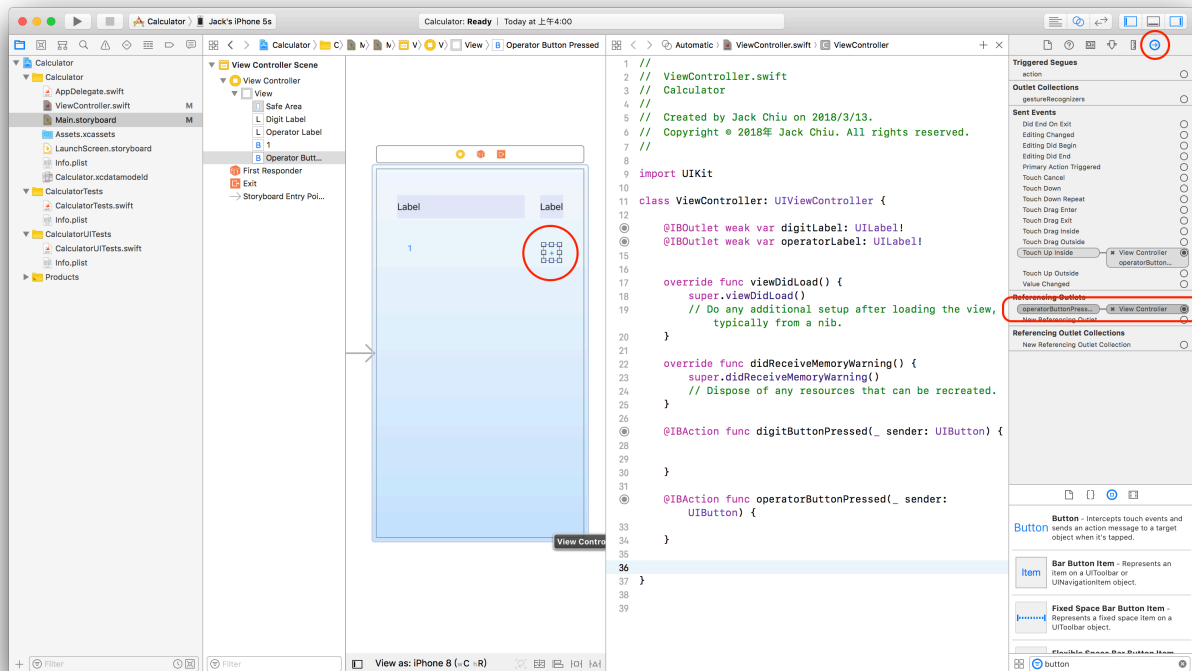 Calculator
Jack's iPhone 5s
Calculator: Ready | Today at 上午4:00
Calculator
C
M
M
V
V
View
Operator Button Pressed
Automatic
ViewController.swift
ViewController
Calculator
Calculator
AppDelegate.swift
ViewController.swift M
Main.storyboard M
Assets.xcassets
LaunchScreen.storyboard
Info.plist
Calculator.xcdatamodeld
CalculatorTests
CalculatorTests.swift
Info.plist
CalculatorUITests
CalculatorUITests.swift
Info.plist
Products
Filter
View Controller Scene
View Controller
View
Safe Area
L Digit Label
L Operator Label
B 1
B Operator Butt...
First Responder
Exit
Storyboard Entry Poi...
Filter
Label
Label
1
+
View Contro
View as: iPhone 8 (wC hR)
1 //
2 // ViewController.swift
3 // Calculator
4 //
5 // Created by Jack Chiu on 2018/3/13.
6 // Copyright © 2018年 Jack Chiu. All rights reserved.
7 //
8
9 import UIKit
10
11 class ViewController: UIViewController {
12
@IBOutlet weak var digitLabel: UILabel!
@IBOutlet weak var operatorLabel: UILabel!
15
16
17 override func viewDidLoad() {
18 super.viewDidLoad()
19 // Do any additional setup after loading the view,
typically from a nib.
20 }
21
22 override func didReceiveMemoryWarning() {
23 super.didReceiveMemoryWarning()
24 // Dispose of any resources that can be recreated.
25 }
26
@IBAction func digitButtonPressed(_ sender: UIButton) {
28
29
30 }
31
@IBAction func operatorButtonPressed(_ sender:
UIButton) {
33
34 }
35
36
37 }
38
39
Triggered Segues
action
Outlet Collections
gestureRecognizers
Sent Events
Did End On Exit
Editing Changed
Editing Did Begin
Editing Did End
Primary Action Triggered
Touch Cancel
Touch Down
Touch Down Repeat
Touch Drag Enter
Touch Drag Exit
Touch Drag Inside
Touch Drag Outside
Touch Up Inside
View Controller
operatorButton...
Touch Up Outside
Value Changed
Referencing Outlets
operatorButtonPress...
View Controller
New Referencing Outlet
Referencing Outlet Collections
New Referencing Outlet Collection
Button
Button - Intercepts touch events and
sends an action message to a target
object when it's tapped.
Item
Bar Button Item - Represents an
item on a UIToolbar or
UINavigationItem object.
Fixed Space Bar Button Item -
Represents a fixed space item on a
UIToolbar object.
Flexible Space Bar Button Item
button